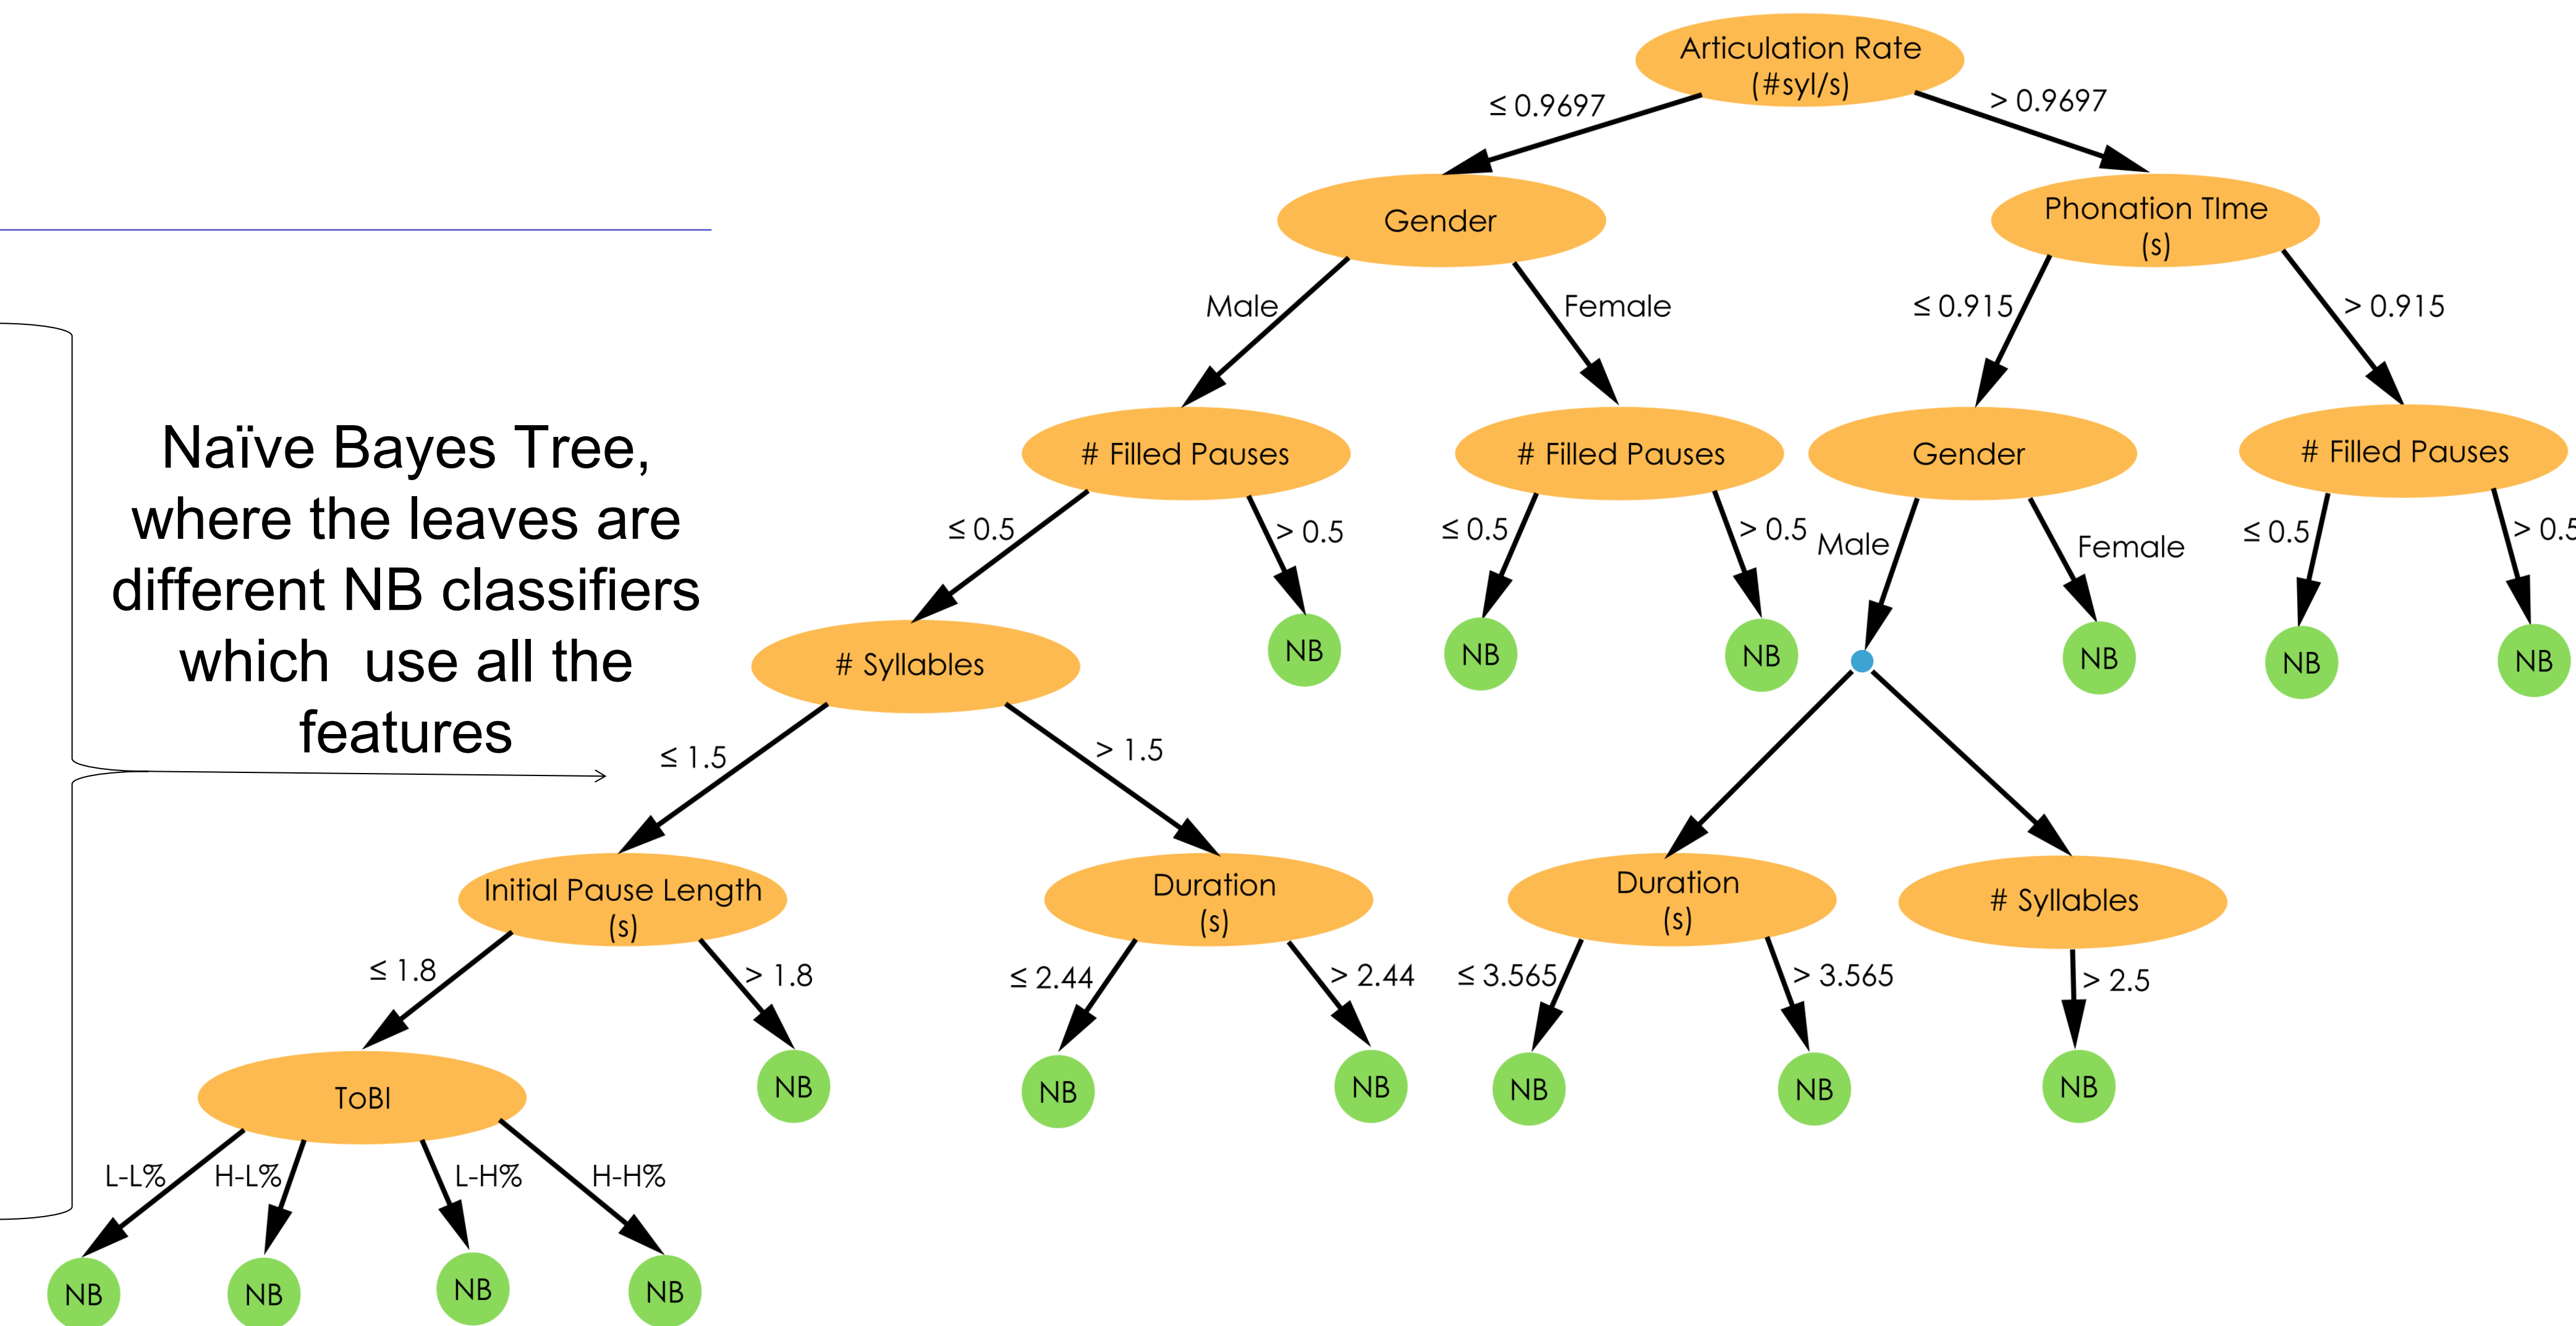 Articulation Rate
(#syl/s)
≤ 0.9697
> 0.9697
Gender
Phonation TIme
(s)
Male
Female
≤ 0.915
> 0.915
Naïve Bayes Tree,
where the leaves are
different NB classifiers
which use all the
features
# Filled Pauses
# Filled Pauses
Gender
# Filled Pauses
≤ 0.5
> 0.5
≤ 0.5
> 0.5
Male
Female
≤ 0.5
> 0.5
# Syllables
NB
NB
NB
NB
NB
NB
≤ 1.5
> 1.5
Initial Pause Length
(s)
Duration
(s)
Duration
(s)
# Syllables
≤ 1.8
> 1.8
≤ 2.44
> 2.44
≤ 3.565
> 3.565
> 2.5
ToBI
NB
NB
NB
NB
NB
NB
L-L%
H-L%
L-H%
H-H%
NB
NB
NB
NB